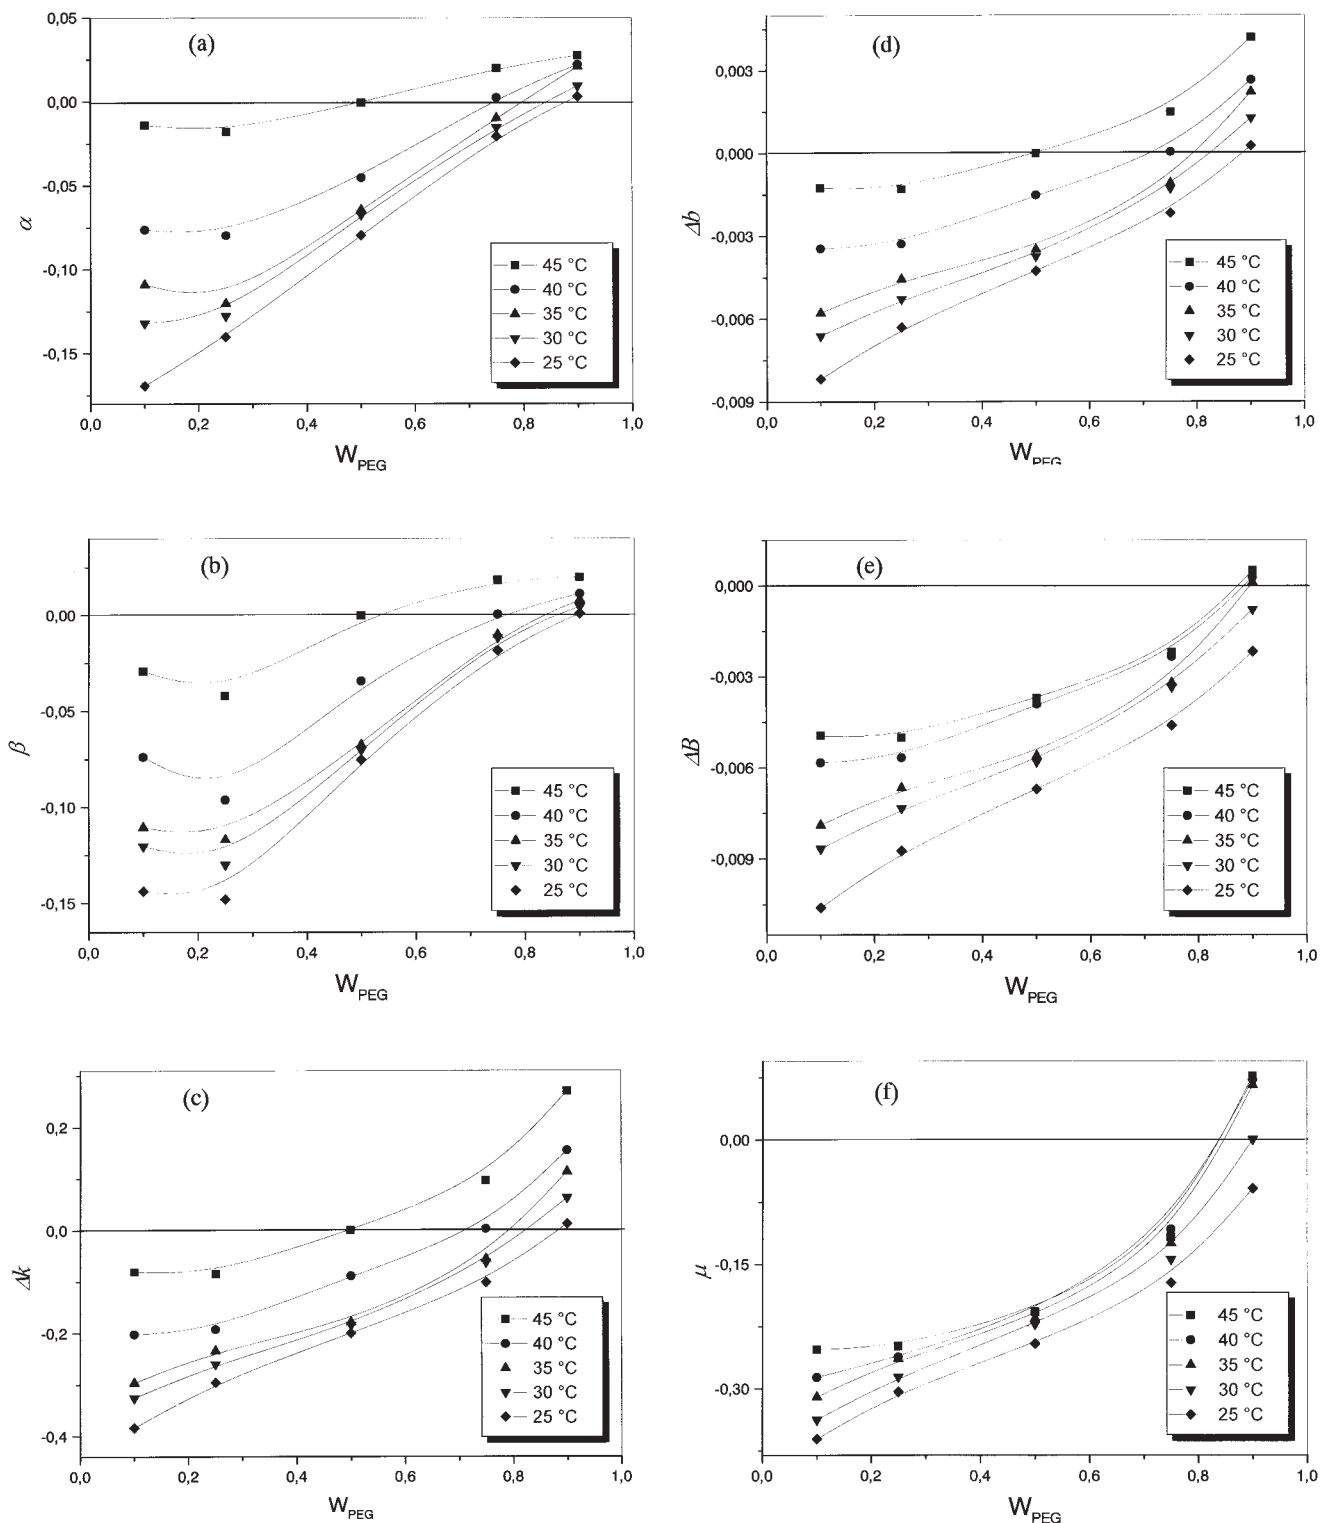 (a)
0,05
0,00
-0,05
-0,10
-0,15
α
45 °C
40 °C
35 °C
30 °C
25 °C
0,0 0,2 0,4 0,6 0,8 1,0
WPEG
(d)
0,003
0,000
-0,003
-0,006
-0,009
Δb
45 °C
40 °C
35 °C
30 °C
25 °C
0,0 0,2 0,4 0,6 0,8 1,0
WPEG
(b)
0,00
-0,05
-0,10
-0,15
β
45 °C
40 °C
35 °C
30 °C
25 °C
0,0 0,2 0,4 0,6 0,8 1,0
WPEG
(e)
0,000
-0,003
-0,006
-0,009
ΔB
45 °C
40 °C
35 °C
30 °C
25 °C
0,0 0,2 0,4 0,6 0,8 1,0
WPEG
(c)
0,2
0,0
-0,2
-0,4
Δk
45 °C
40 °C
35 °C
30 °C
25 °C
0,0 0,2 0,4 0,6 0,8 1,0
WPEG
(f)
0,00
-0,15
-0,30
μ
45 °C
40 °C
35 °C
30 °C
25 °C
0,0 0,2 0,4 0,6 0,8 1,0
WPEG